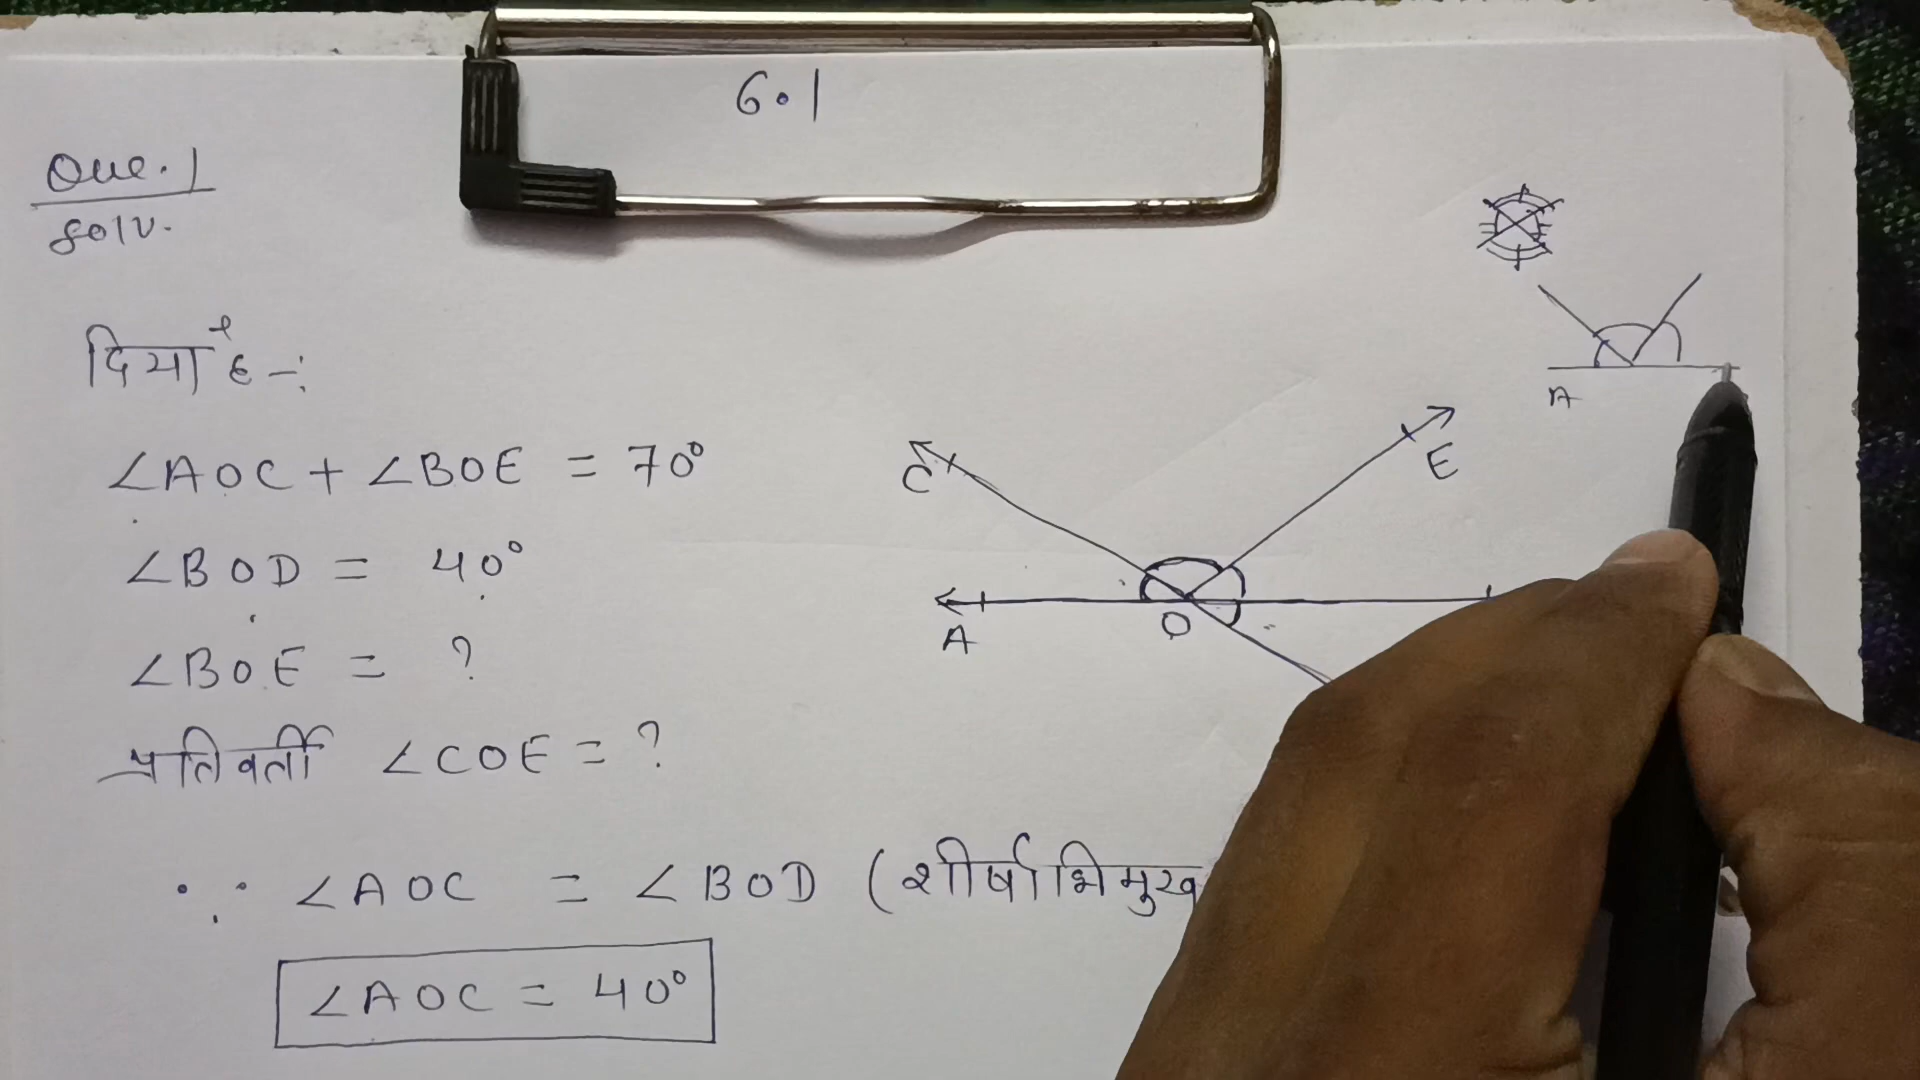 6.1
Que. 1
Solv.
दिया है -:
∠AOC + ∠BOE = 70°
∠BOD = 40°
∠BOE = ?
प्रतिवर्ती ∠COE = ?
∵ ∠AOC = ∠BOD (शीर्षाभिमुख
∠AOC = 40°
A
C
E
A
O